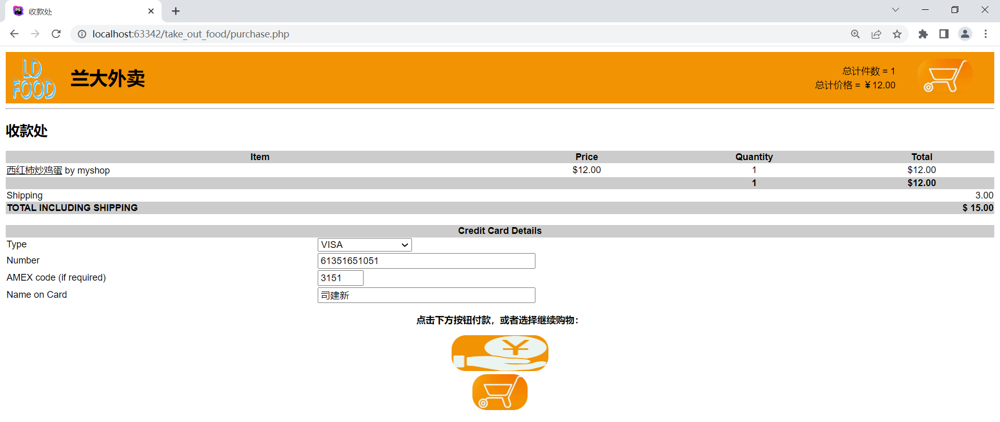 收款处
localhost:63342/take_out_food/purchase.php
LD
FOOD
兰大外卖
总计件数 = 1
总计价格 = ￥12.00
收款处
Item Price Quantity Total
西红柿炒鸡蛋 by myshop $12.00 1 $12.00
1 $12.00
Shipping 3.00
TOTAL INCLUDING SHIPPING $ 15.00
Credit Card Details
Type VISA
Number 61351651051
AMEX code (if required) 3151
Name on Card 司建新
点击下方按钮付款，或者选择继续购物：
¥